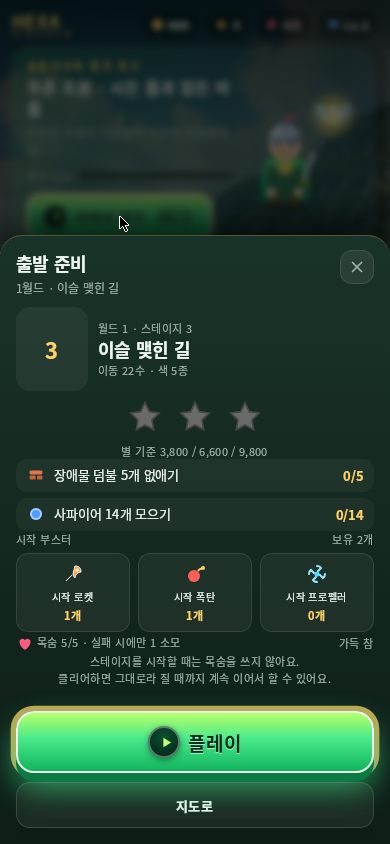 출발 준비
1월드 · 이슬 맺힌 길
3
월드 1 · 스테이지 3
이슬 맺힌 길
이동 22수 · 색 5종
별 기준 3,800 / 6,600 / 9,800
장애물 덤불 5개 없애기 0/5
사파이어 14개 모으기 0/14
시작 부스터 보유 2개
시작 로켓 시작 폭탄 시작 프로펠러
1개 1개 0개
목숨 5/5 · 실패 시에만 1 소모 가득 참
스테이지를 시작할 때는 목숨을 쓰지 않아요.
클리어하면 그대로라 질 때까지 계속 이어서 할 수 있어요.
플레이
지도로